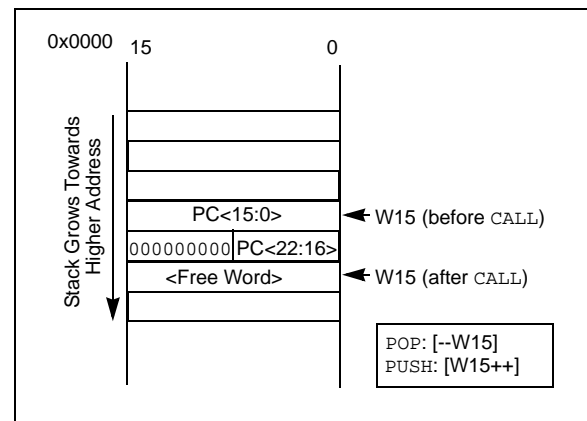 0x0000
15 0
Stack Grows Towards
Higher Address
PC<15:0>
W15 (before CALL)
000000000 PC<22:16>
<Free Word>
W15 (after CALL)
POP: [--W15]
PUSH: [W15++]